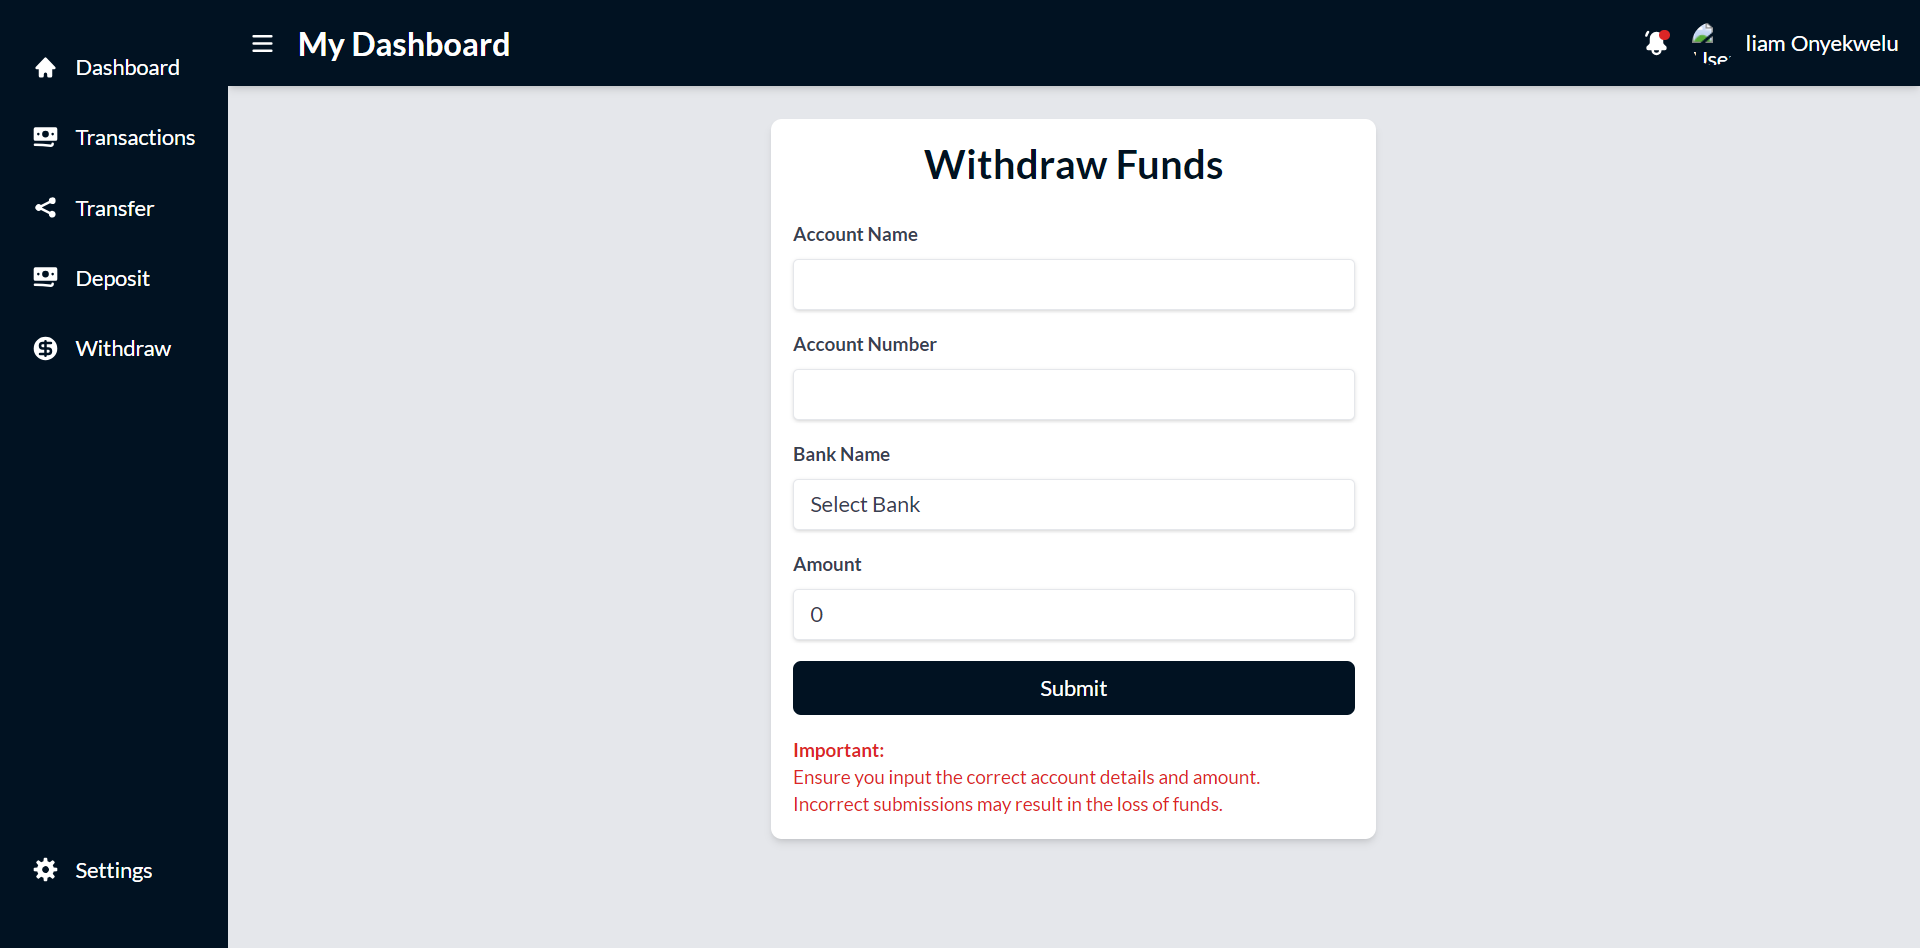 Dashboard
Transactions
Transfer
Deposit
Withdraw
Settings
My Dashboard
liam Onyekwelu
Withdraw Funds
Account Name
Account Number
Bank Name
Select Bank
Amount
0
Submit
Important:
Ensure you input the correct account details and amount.
Incorrect submissions may result in the loss of funds.